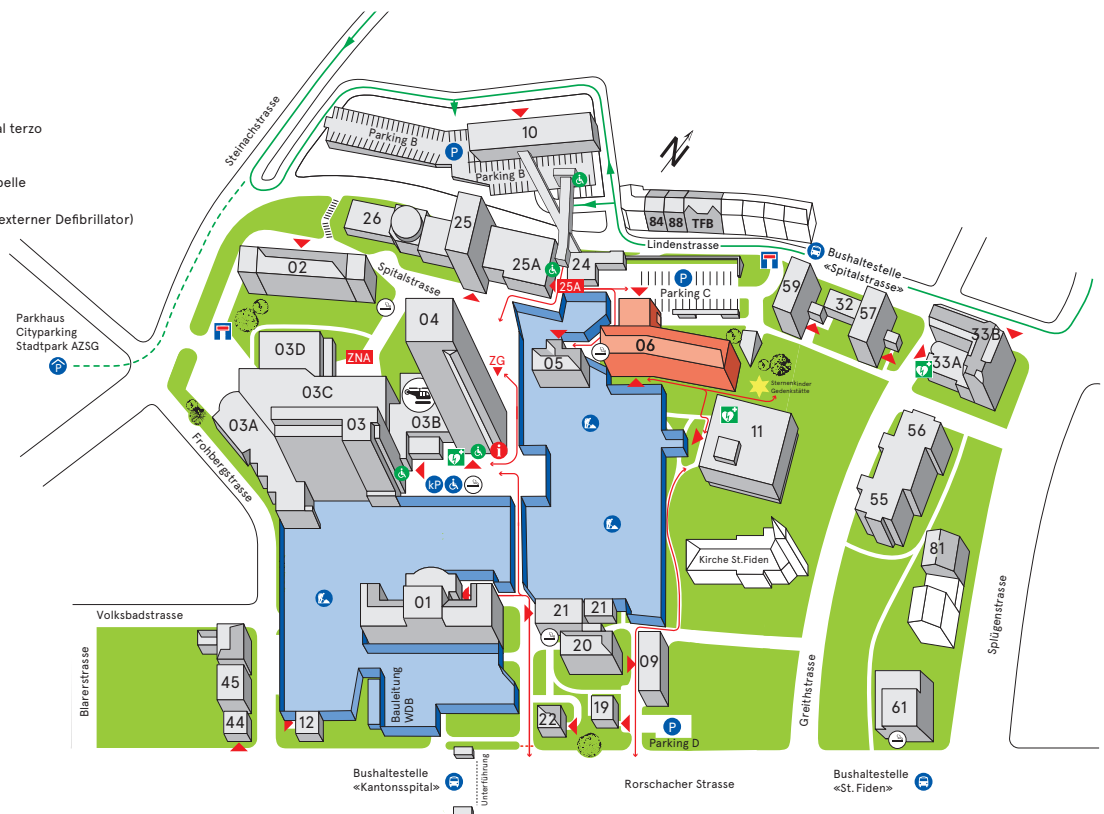 al terzo
pelle
externer Defibrillator)
Steinachstrasse
Parking B
P
10
Parking B
N
84
88
TFB
Lindenstrasse
Bushaltestelle
«Spitalstrasse»
26
25
25A
24
25A
P
Parking C
02
Spitalstrasse
59
32
57
33B
33A
Parkhaus
Cityparking
Stadtpark AZSG
P
04
03D
ZNA
ZG
05
06
Sternenkinder
Gedenkstätte
03C
03A
03
03B
i
kP
11
56
55
Frohbergstrasse
Kirche St.Fiden
81
01
21
21
20
09
Volksbadstrasse
Blarerstrasse
45
44
12
Bauleitung
WDB
22
19
P
Parking D
Greithstrasse
Splügenstrasse
61
Bushaltestelle
«Kantonsspital»
Unterführung
Rorschacher Strasse
Bushaltestelle
«St. Fiden»